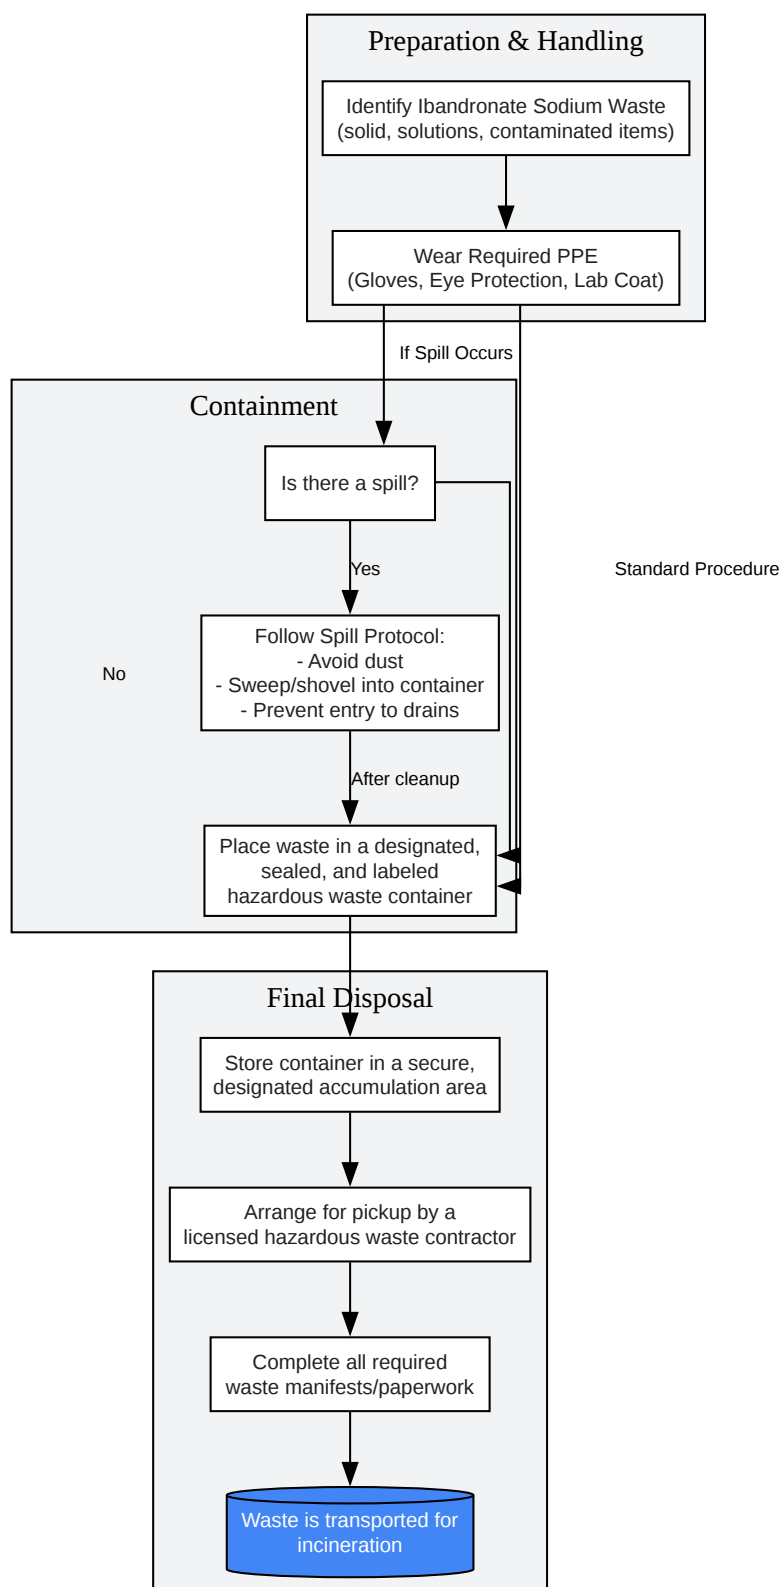 Preparation & Handling
Identify Ibandronate Sodium Waste
(solid, solutions, contaminated items)
Wear Required PPE
(Gloves, Eye Protection, Lab Coat)
If Spill Occurs
Containment
Is there a spill?
Yes
Standard Procedure
Follow Spill Protocol:
- Avoid dust
- Sweep/shovel into container
- Prevent entry to drains
No
After cleanup
Place waste in a designated,
sealed, and labeled
hazardous waste container
Final Disposal
Store container in a secure,
designated accumulation area
Arrange for pickup by a
licensed hazardous waste contractor
Complete all required
waste manifests/paperwork
Waste is transported for
incineration